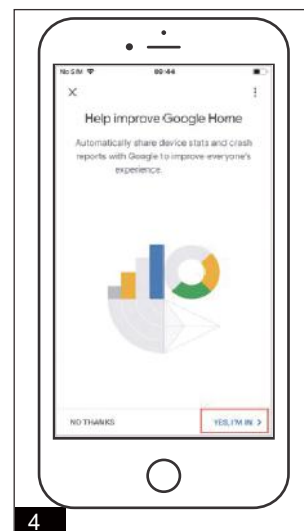 No SIM 09:44
Help improve Google Home
Automatically share device stats and crash
reports with Google to improve everyone's
experience.
NO THANKS YES, I'M IN >
4